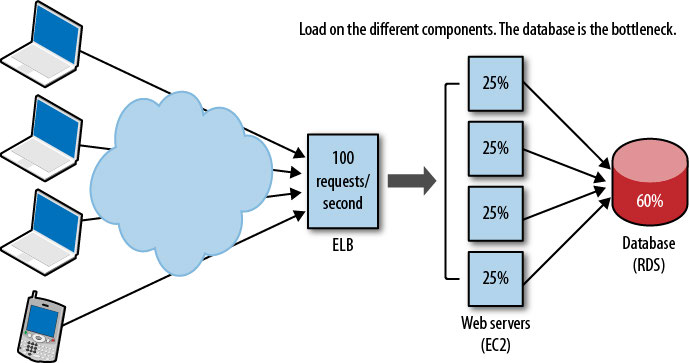 Load on the different components. The database is the bottleneck.
100
requests/
second
ELB
25%
25%
25%
25%
Web servers
(EC2)
60%
Database
(RDS)